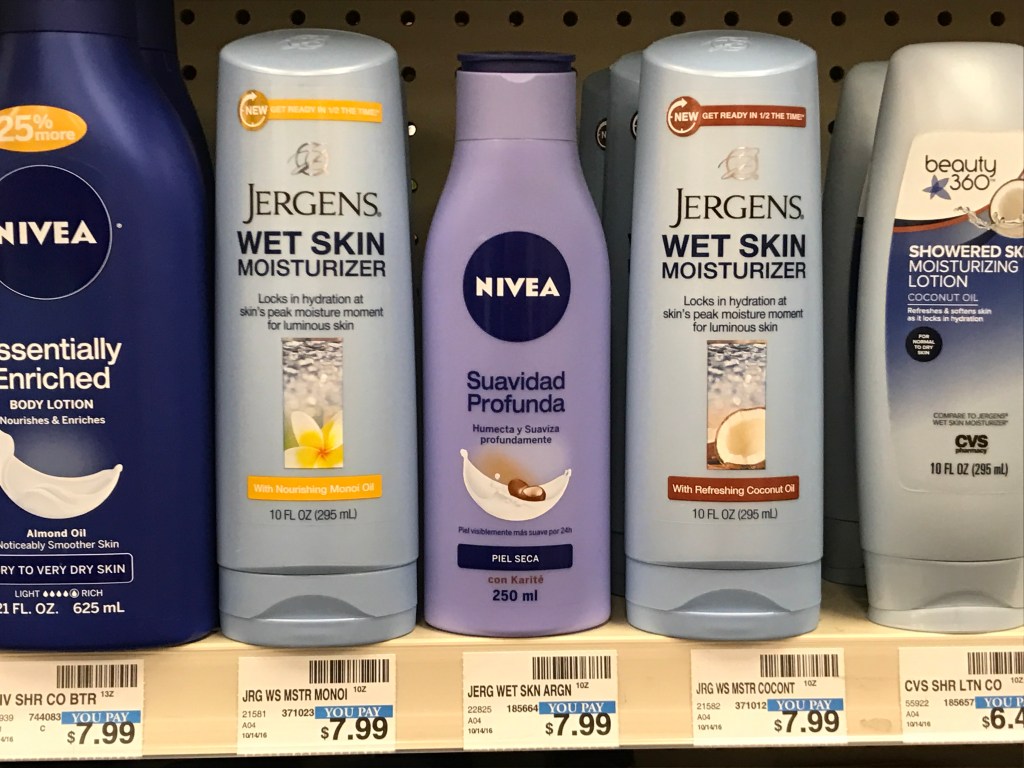 25%
more
NIVEA
ssentially
Enriched
BODY LOTION
Nourishes & Enriches
Almond Oil
Noticeably Smoother Skin
RY TO VERY DRY SKIN
LIGHT RICH
21 FL. OZ. 625 mL
NEW GET READY IN 1/2 THE TIME!*
JERGENS®
WET SKIN
MOISTURIZER
Locks in hydration at
skin's peak moisture moment
for luminous skin
With Nourishing Monoi Oil
10 FL OZ (295 mL)
NIVEA
Suavidad
Profunda
Humecta y Suaviza
profundamente
Piel visiblemente más suave por 24h
PIEL SECA
con Karité
250 ml
NEW GET READY IN 1/2 THE TIME!*
JERGENS®
WET SKIN
MOISTURIZER
Locks in hydration at
skin's peak moisture moment
for luminous skin
With Refreshing Coconut Oil
10 FL OZ (295 mL)
beauty
360®
SHOWERED SK
MOISTURIZING
LOTION
COCONUT OIL
Refreshes & softens skin
as it locks in hydration
FOR
NORMAL
TO DRY
SKIN
COMPARE TO JERGENS®
WET SKIN MOISTURIZER*
CVS
pharmacy
10 FL OZ (295 mL)
IV SHR CO BTR 13Z
939 744083 YOU PAY
A04 C $7.99
10/14/16
JRG WS MSTR MONOI 10Z
21581 371023 YOU PAY
A04 $7.99
10/14/16
JERG WET SKN ARGN 10Z
22825 185664 YOU PAY
A04 $7.99
10/14/16
JRG WS MSTR COCONT 10Z
21582 371012 YOU PAY
A04 $7.99
10/14/16
CVS SHR LTN CO 10Z
55922 185657 YOU P
A04 $6.4
10/14/16